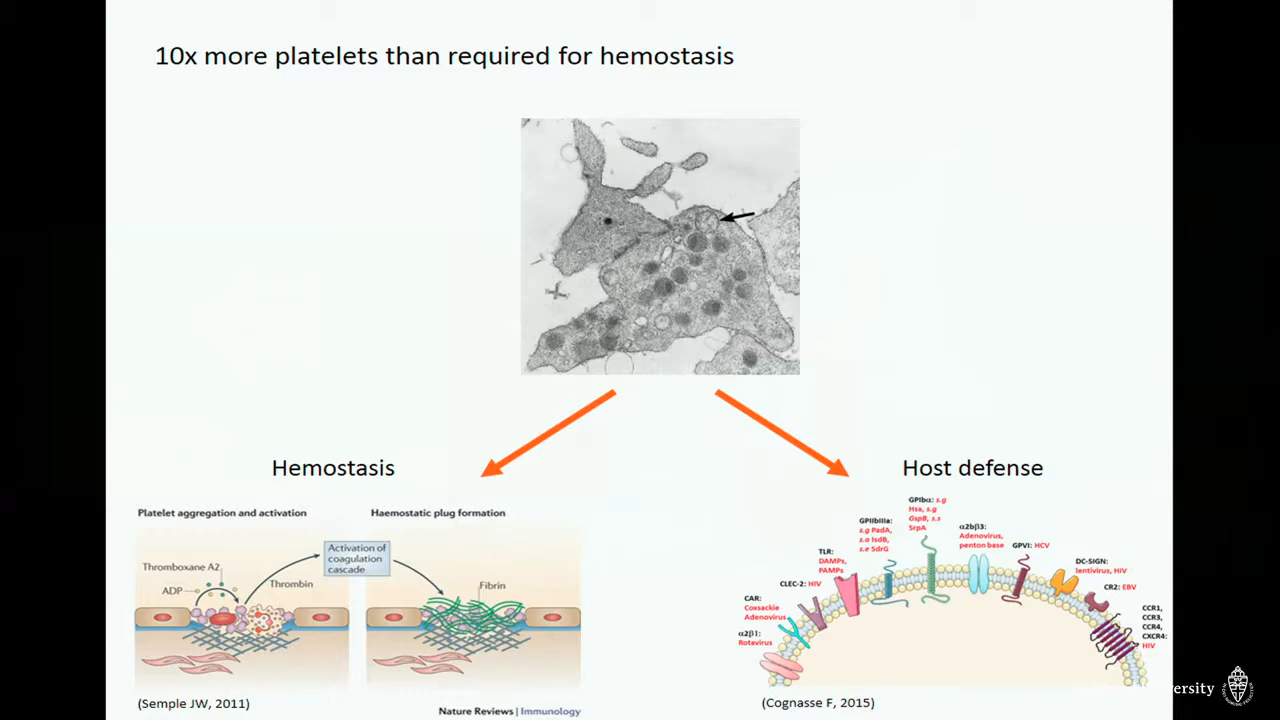 10x more platelets than required for hemostasis
Hemostasis
Host defense
Platelet aggregation and activation
Haemostatic plug formation
Thromboxane A2
ADP
Thrombin
Activation of
coagulation
cascade
Fibrin
(Semple JW, 2011)
Nature Reviews | Immunology
α2β1:
Rotavirus
CAR:
Coxsackie
Adenovirus
CLEC-2: HIV
TLR:
DAMPs,
PAMPs
GPIIbIIIa:
s.g PadA,
s.a IsdB,
s.e SdrG
GPIbα: s.g
Hsa, s.g
GspB, s.s
SrpA
α2bβ3:
Adenovirus,
penton base
GPVI: HCV
DC-SIGN:
lentivirus, HIV
CR2: EBV
CCR1,
CCR3,
CCR4,
CXCR4:
HIV
(Cognasse F, 2015)